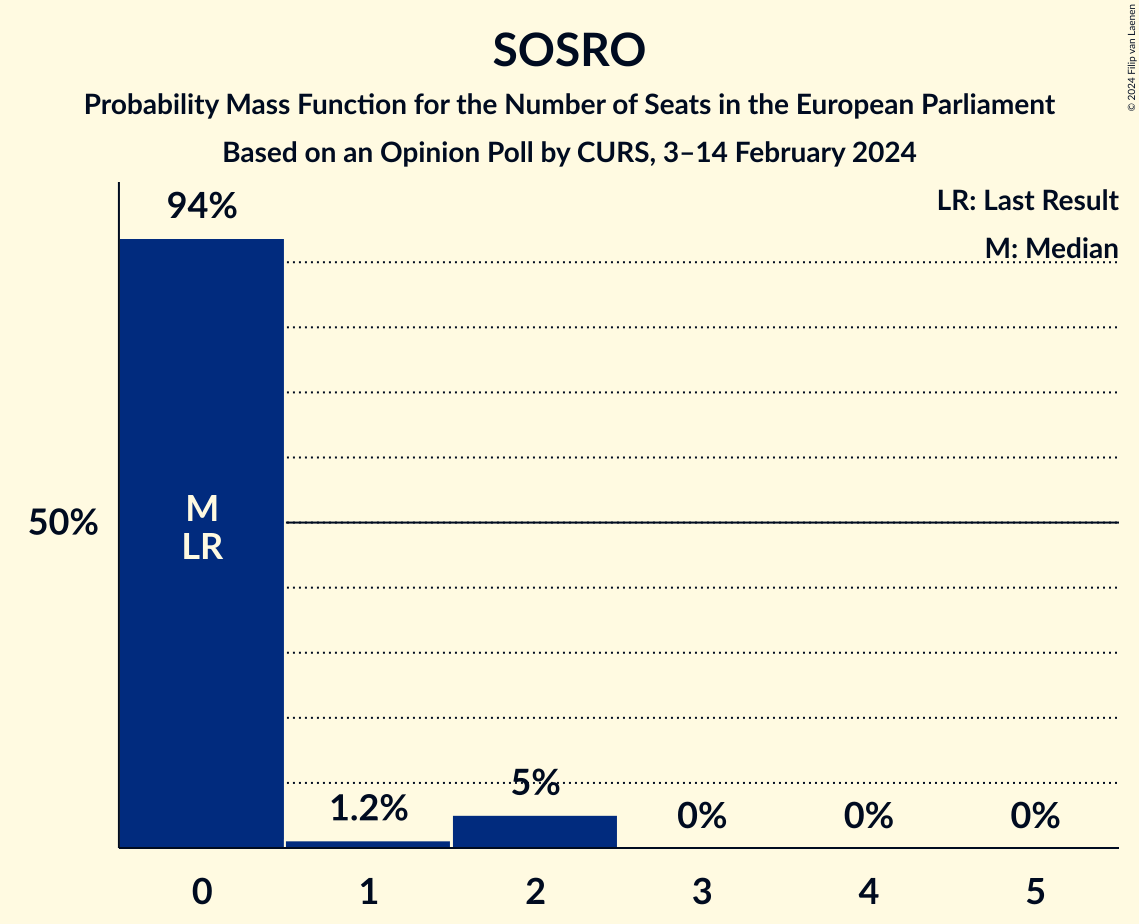 SOSRO
Probability Mass Function for the Number of Seats in the European Parliament
Based on an Opinion Poll by CURS, 3–14 February 2024
© 2024 Filip van Laenen
LR: Last Result
M: Median
94%
50%
M
LR
1.2%
5%
0%
0%
0%
0
1
2
3
4
5